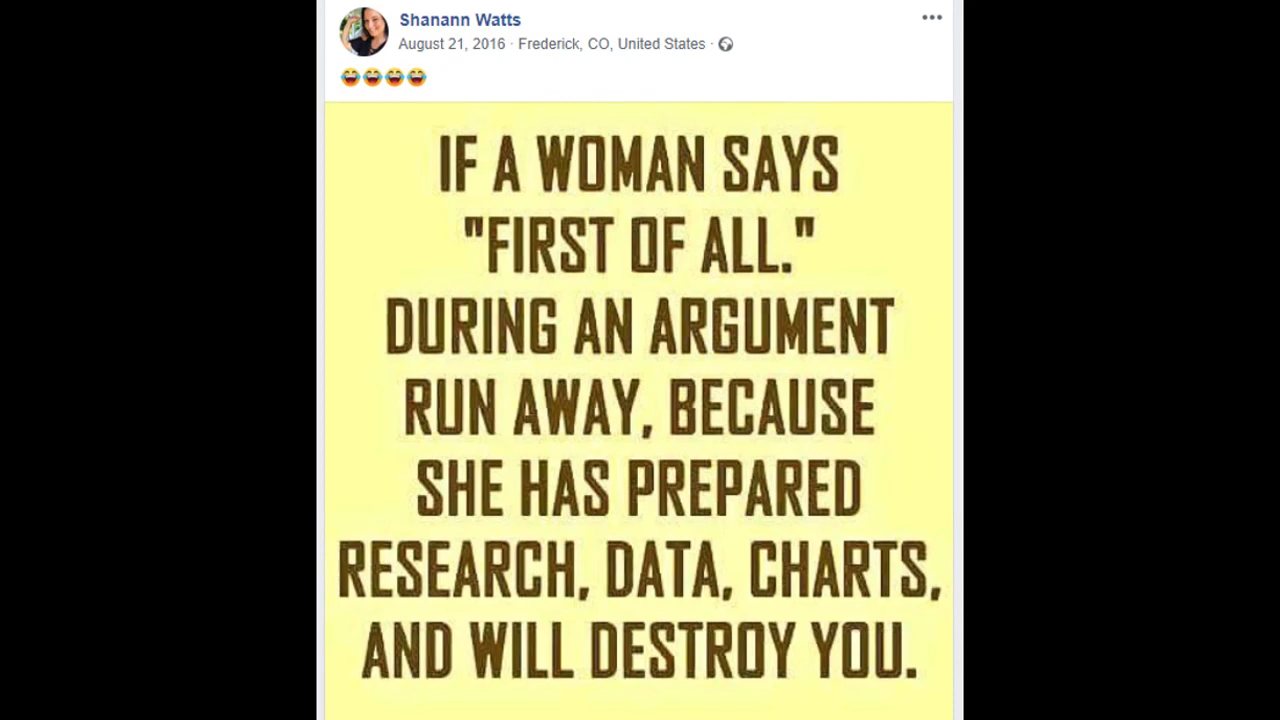 Shanann Watts
August 21, 2016 · Frederick, CO, United States ·
😂😂😂😂
IF A WOMAN SAYS
"FIRST OF ALL."
DURING AN ARGUMENT
RUN AWAY, BECAUSE
SHE HAS PREPARED
RESEARCH, DATA, CHARTS,
AND WILL DESTROY YOU.